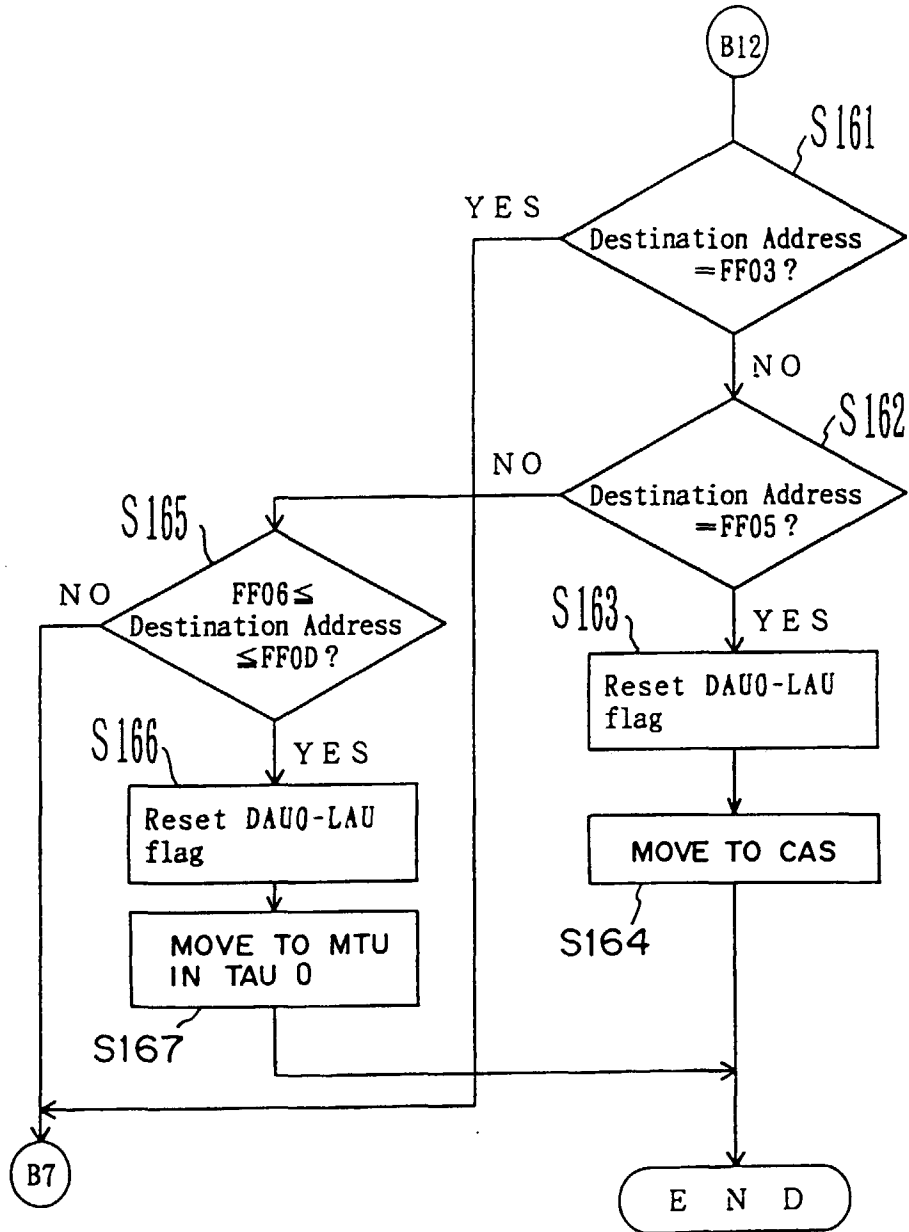 B12
S161
YES
Destination Address
=FF03?
NO
S162
NO
Destination Address
=FF05?
S165
NO
FF06≦
Destination Address
≦FF0D?
YES
S163
Reset DAU0-LAU
flag
YES
S166
Reset DAU0-LAU
flag
MOVE TO CAS
S164
MOVE TO MTU
IN TAU 0
S167
B7
END